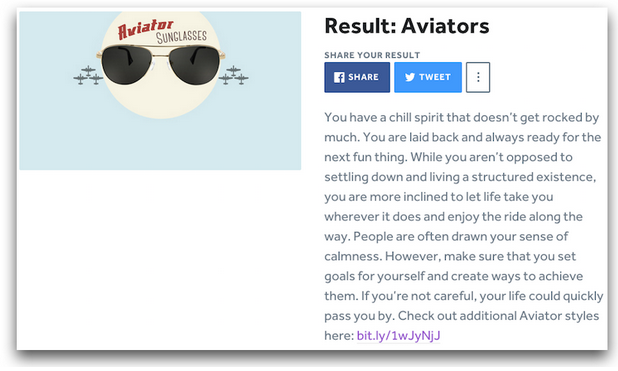 Aviator
SUNGLASSES
Result: Aviators
SHARE YOUR RESULT
SHARE
TWEET
You have a chill spirit that doesn't get rocked by
much. You are laid back and always ready for the
next fun thing. While you aren't opposed to
settling down and living a structured existence,
you are more inclined to let life take you
wherever it does and enjoy the ride along the
way. People are often drawn your sense of
calmness. However, make sure that you set
goals for yourself and create ways to achieve
them. If you're not careful, your life could quickly
pass you by. Check out additional Aviator styles
here: bit.ly/1wJyNjJ